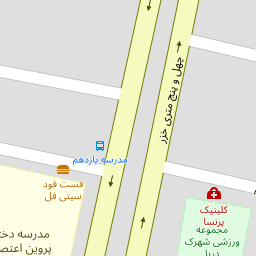 چهل و پنج متری خزر
مدرسه یازدهم
فست فود
سیتی فل
کلینیک
پرنسا
مجموعه
ورزشی شهرک
دریا
مدرسه دخ
پروین اعتص